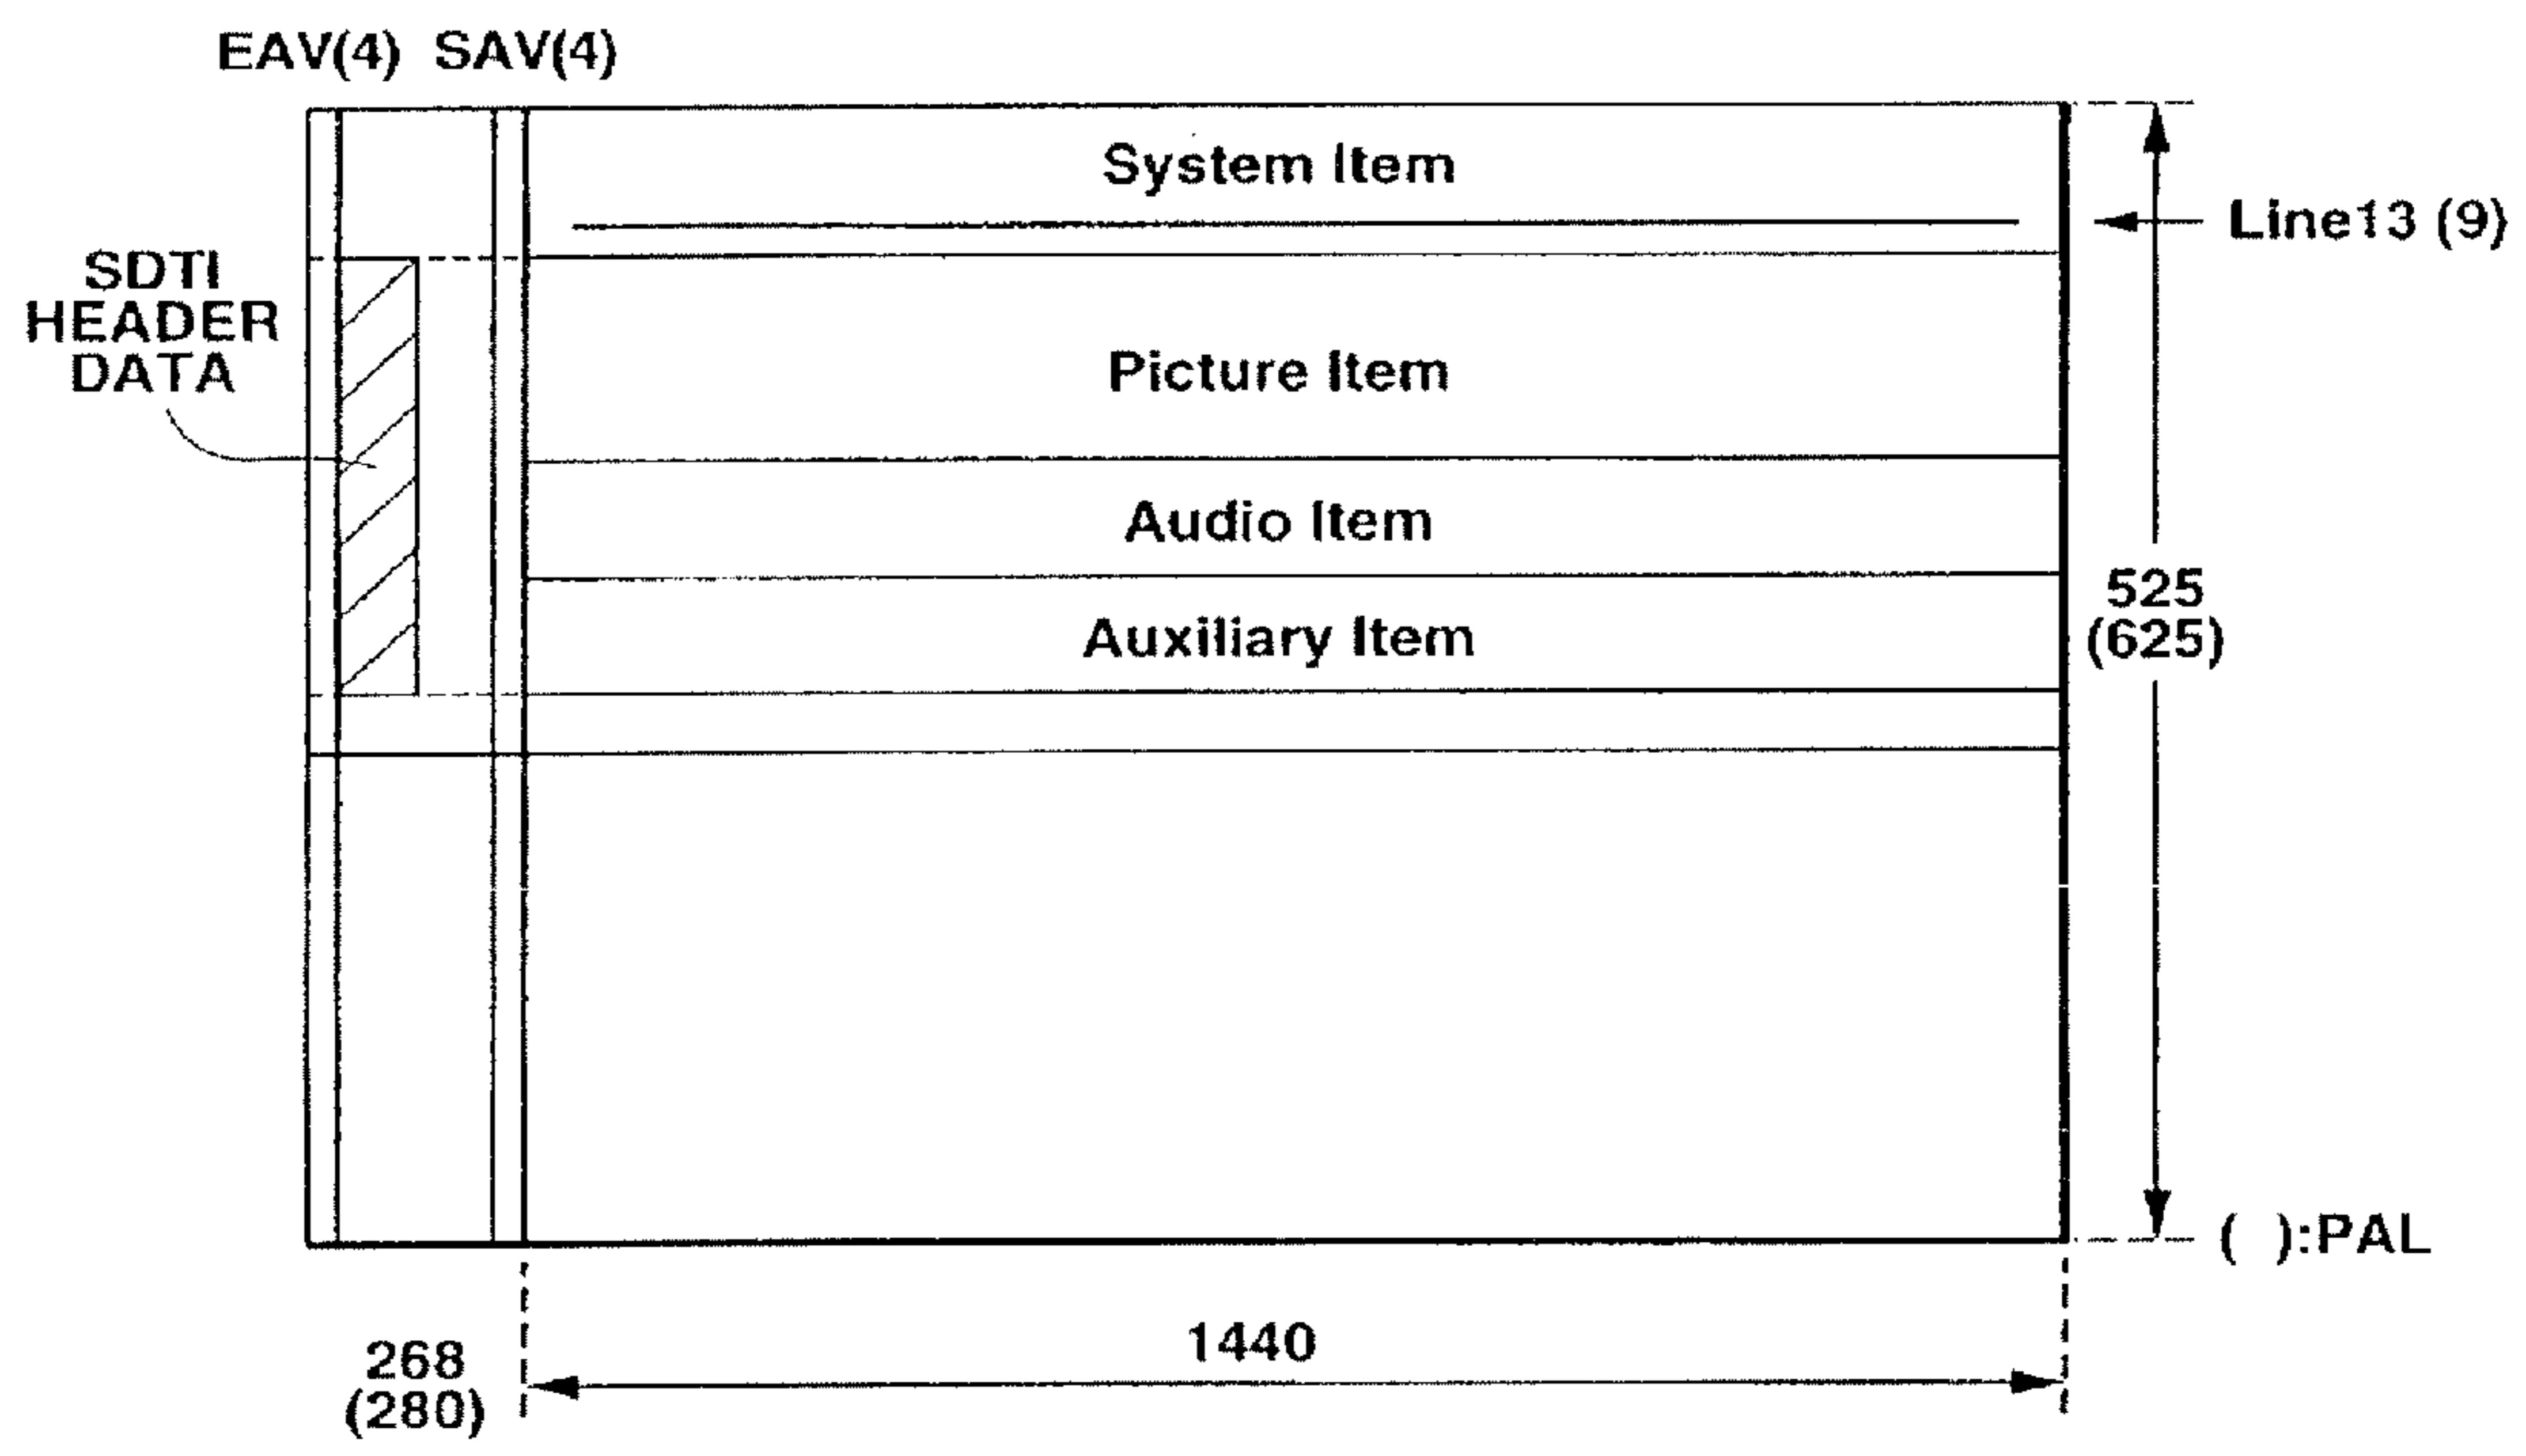 EAV(4) SAV(4)
System Item
Line13 (9)
SDTI
HEADER
DATA
Picture Item
Audio Item
525
(625)
Auxiliary Item
( ):PAL
1440
268
(280)